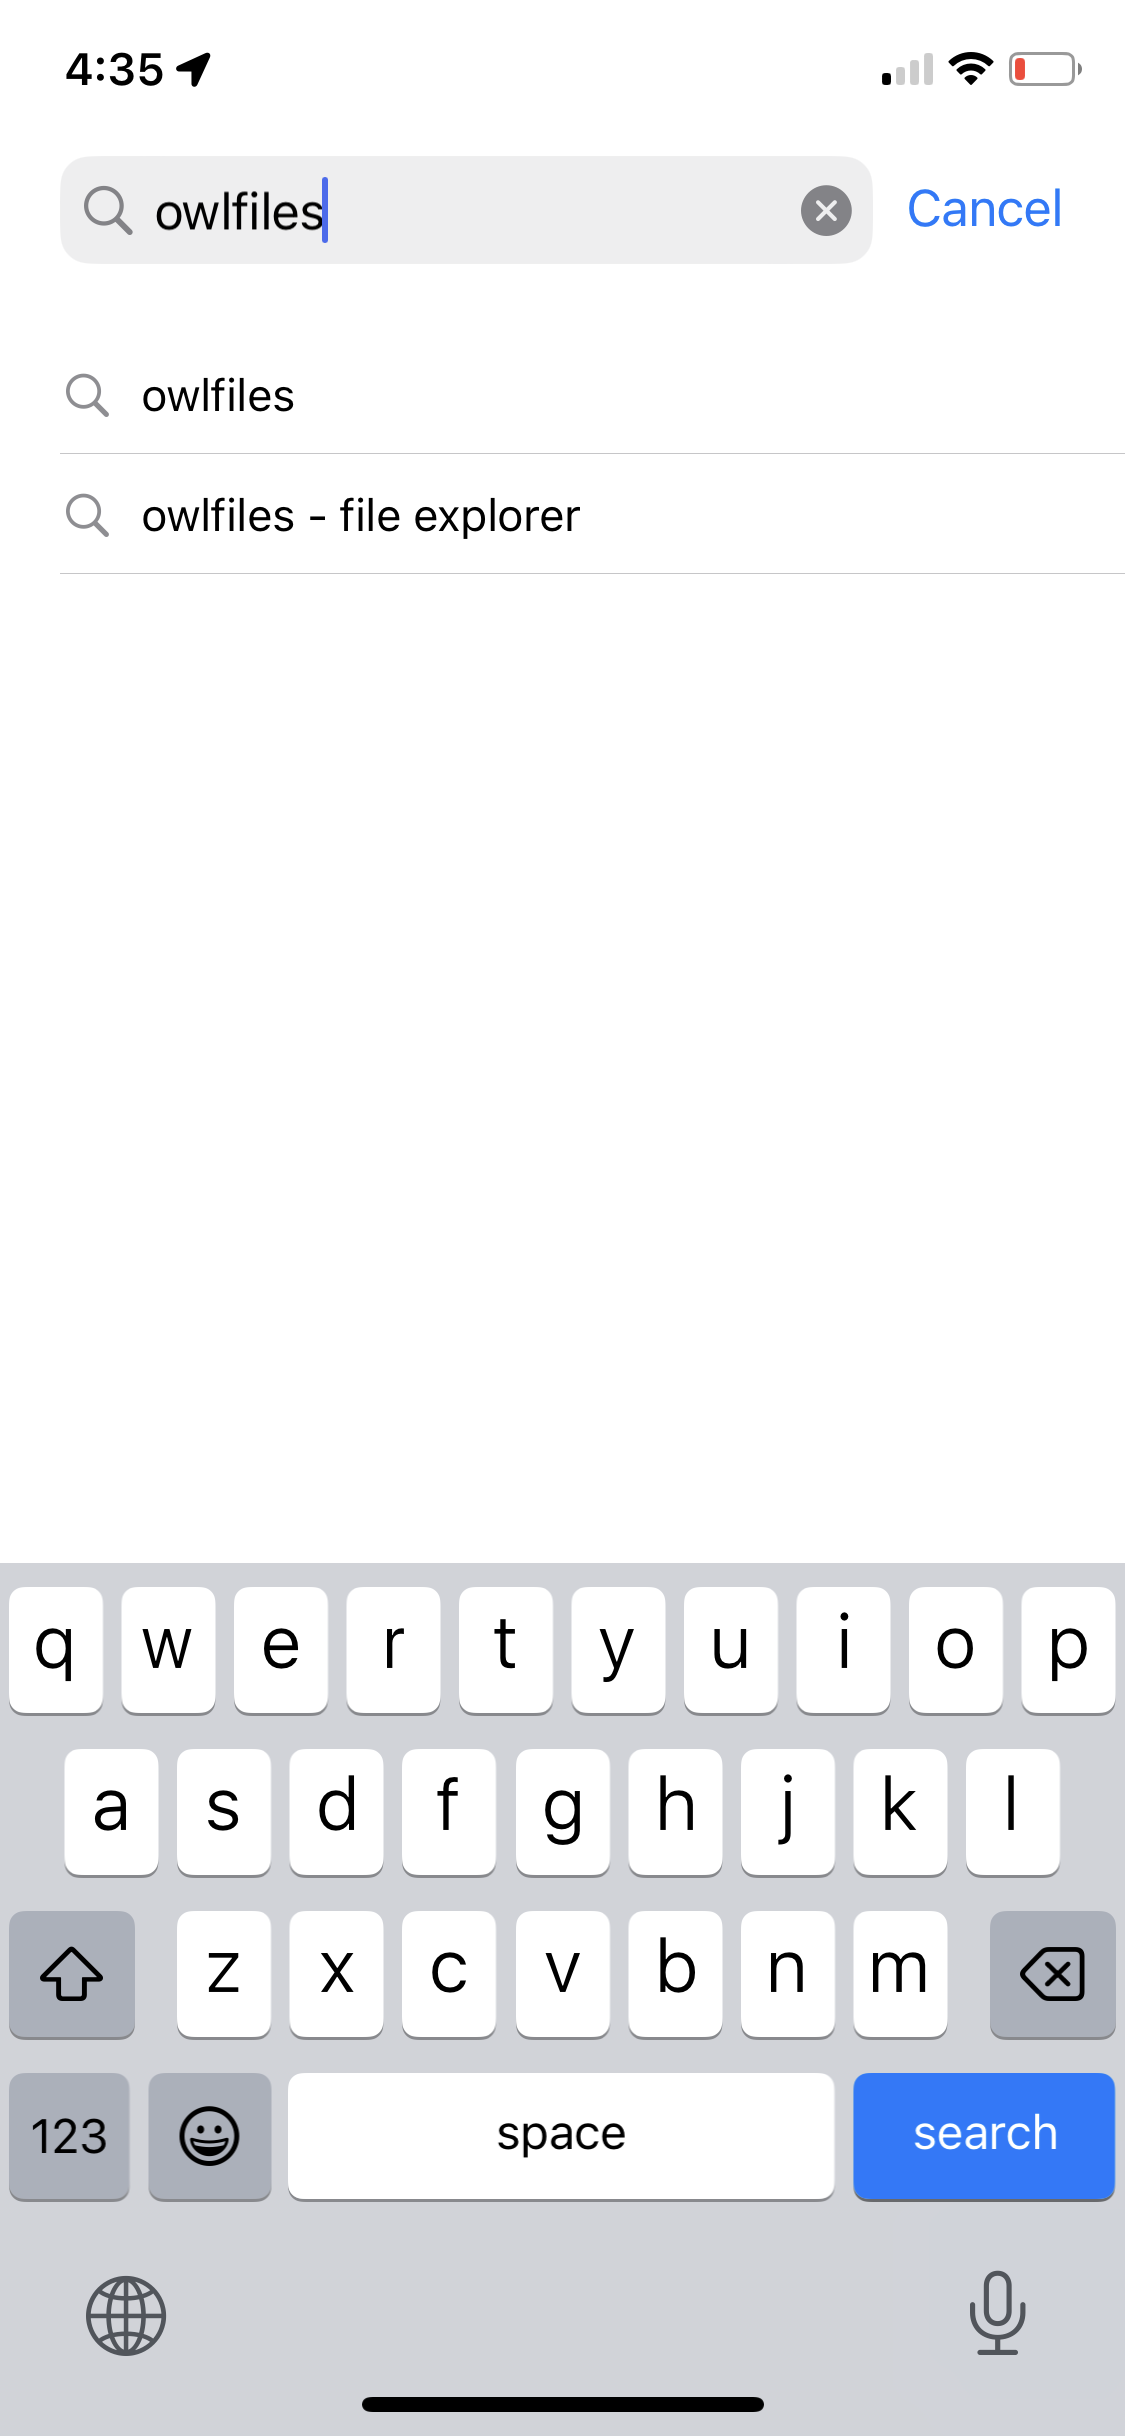 4:35
owlfiles
Cancel
owlfiles
owlfiles - file explorer
q w e r t y u i o p
a s d f g h j k l
z x c v b n m
123 space search